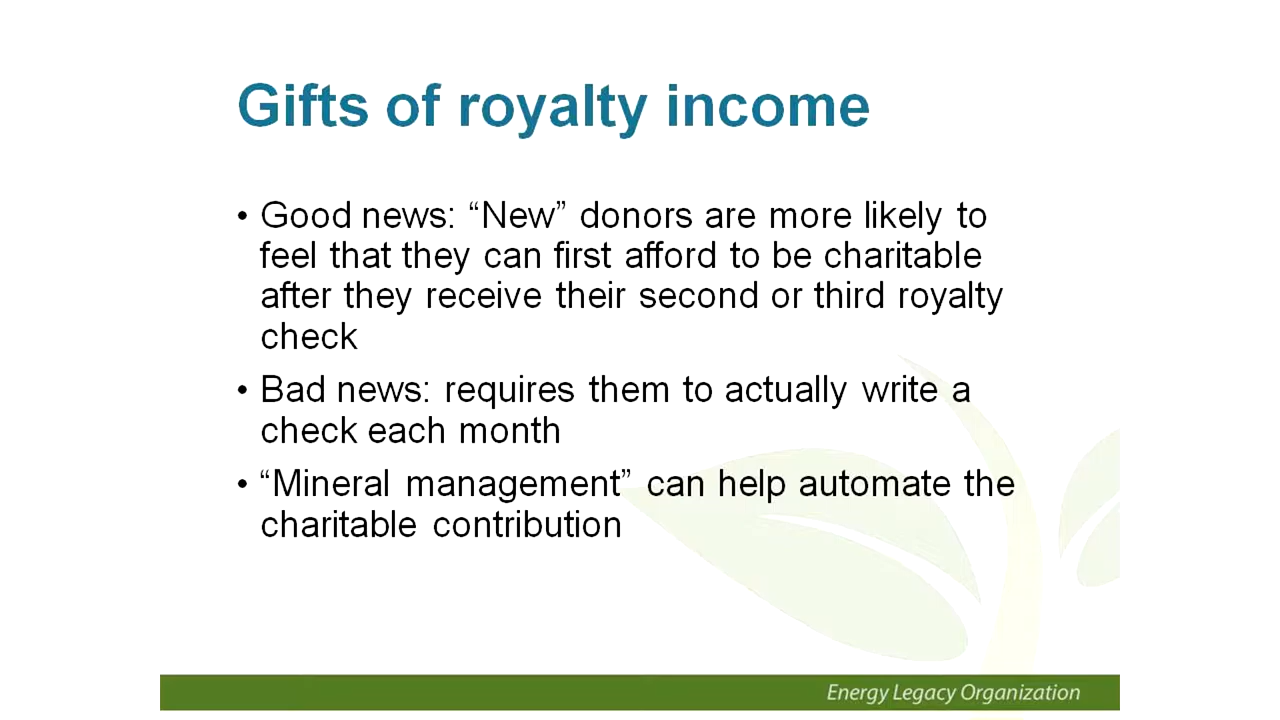 Gifts of royalty income
• Good news: “New” donors are more likely to
feel that they can first afford to be charitable
after they receive their second or third royalty
check
• Bad news: requires them to actually write a
check each month
• “Mineral management” can help automate the
charitable contribution
Energy Legacy Organization